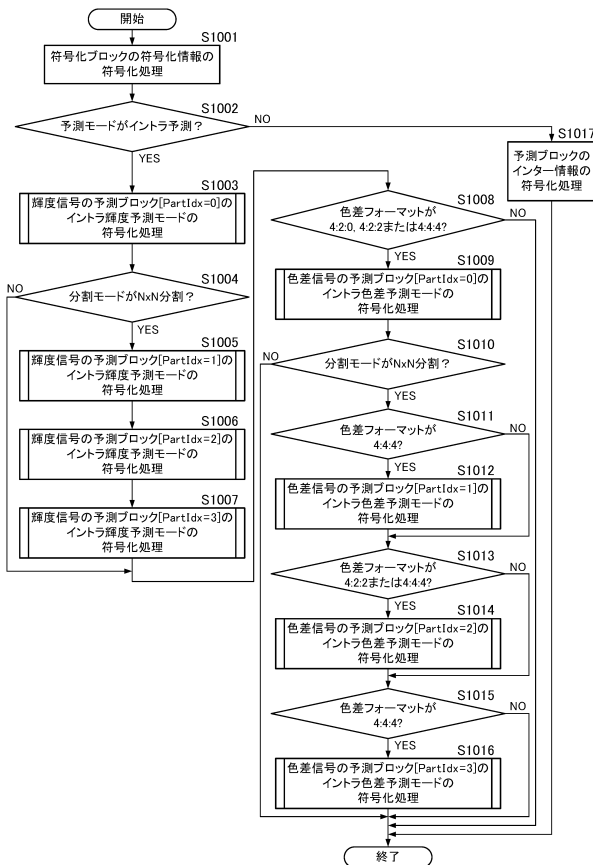 開始
S1001
符号化ブロックの符号化情報の
符号化処理
S1002
予測モードがイントラ予測？
NO
YES
S1017
予測ブロックの
インター情報の
符号化処理
S1003
輝度信号の予測ブロック[PartIdx=0]の
イントラ輝度予測モードの
符号化処理
S1004
NO
分割モードがNxN分割？
YES
S1005
輝度信号の予測ブロック[PartIdx=1]の
イントラ輝度予測モードの
符号化処理
S1006
輝度信号の予測ブロック[PartIdx=2]の
イントラ輝度予測モードの
符号化処理
S1007
輝度信号の予測ブロック[PartIdx=3]の
イントラ輝度予測モードの
符号化処理
S1008
色差フォーマットが
4:2:0, 4:2:2または4:4:4?
NO
YES
S1009
色差信号の予測ブロック[PartIdx=0]の
イントラ色差予測モードの
符号化処理
S1010
NO
分割モードがNxN分割？
YES
S1011
色差フォーマットが
4:4:4?
NO
YES
S1012
色差信号の予測ブロック[PartIdx=1]の
イントラ色差予測モードの
符号化処理
S1013
色差フォーマットが
4:2:2または4:4:4?
NO
YES
S1014
色差信号の予測ブロック[PartIdx=2]の
イントラ色差予測モードの
符号化処理
S1015
色差フォーマットが
4:4:4?
NO
YES
S1016
色差信号の予測ブロック[PartIdx=3]の
イントラ色差予測モードの
符号化処理
終了